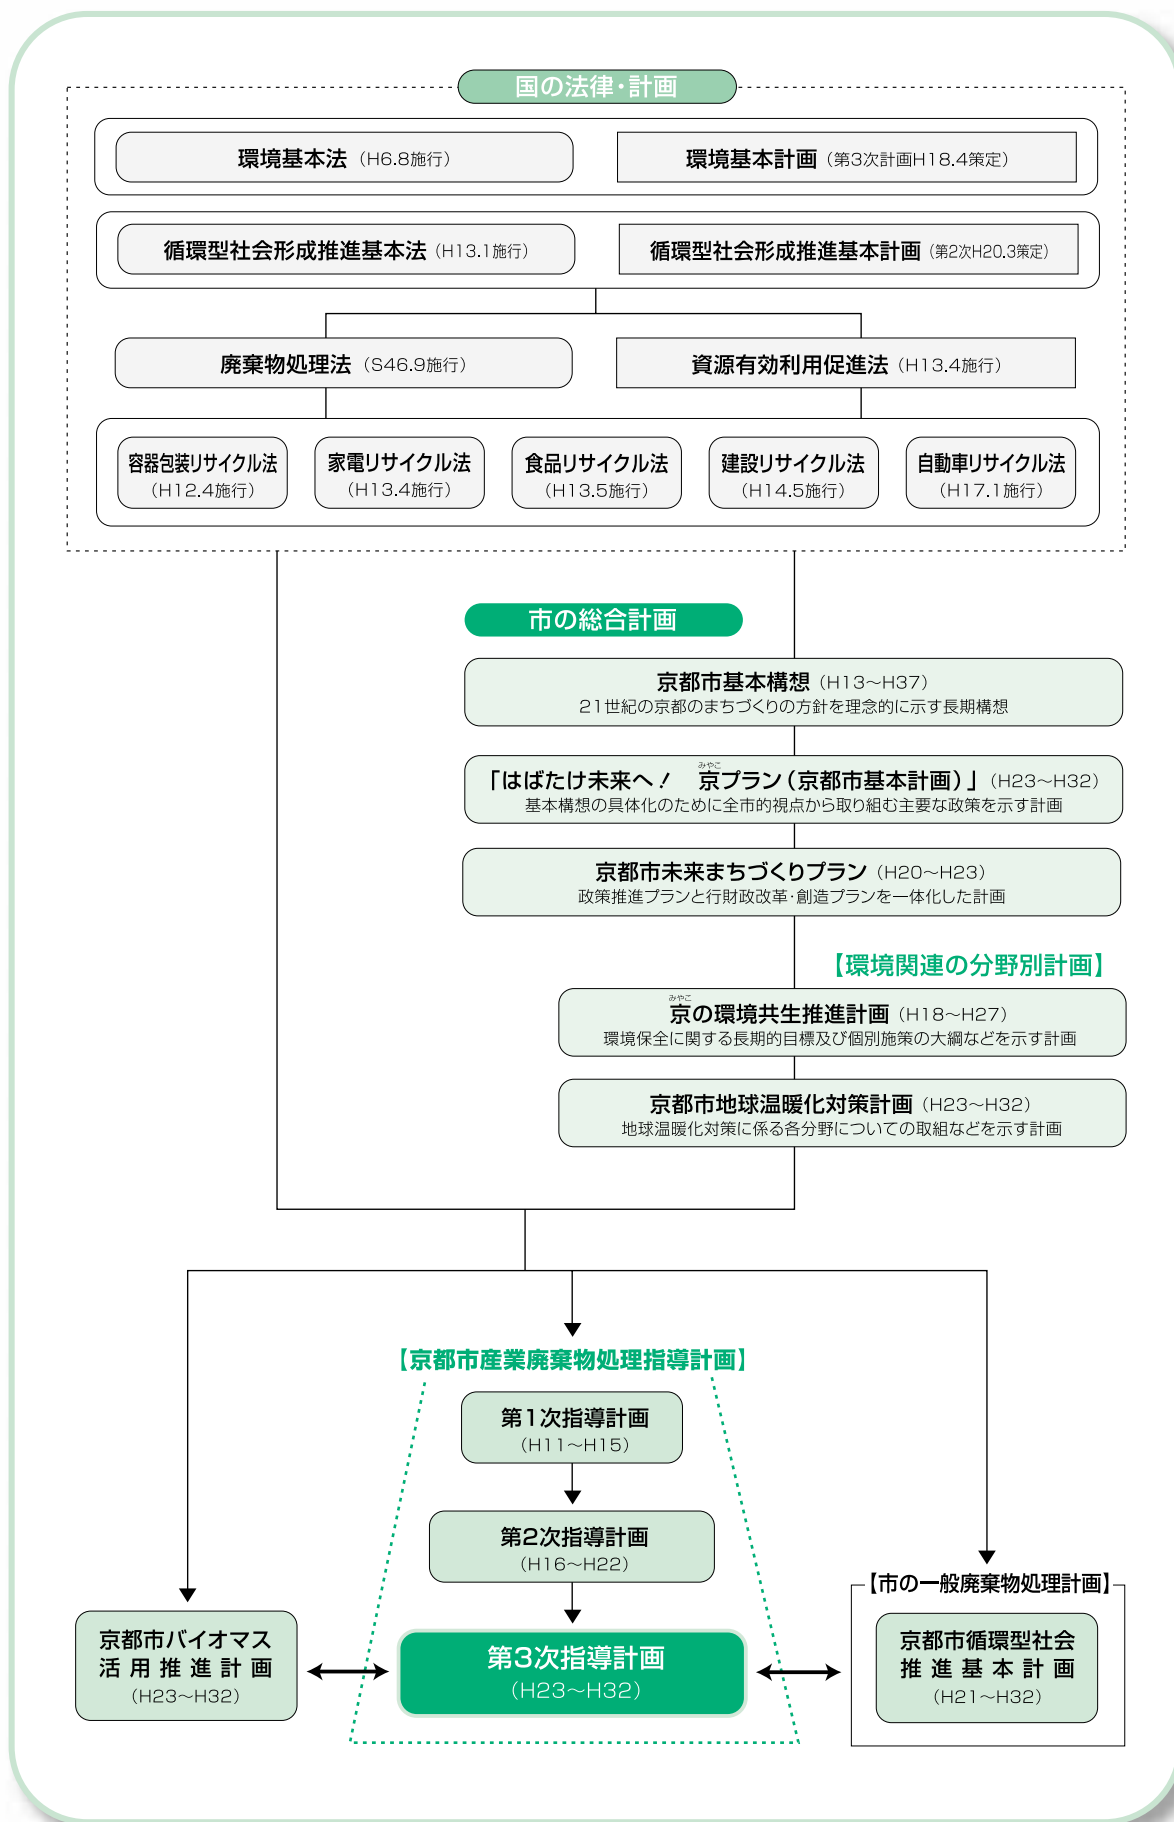 国の法律・計画
環境基本法（H6.8施行）
環境基本計画（第3次計画H18.4策定）
循環型社会形成推進基本法（H13.1施行）
循環型社会形成推進基本計画（第2次H20.3策定）
廃棄物処理法（S46.9施行）
資源有効利用促進法（H13.4施行）
容器包装リサイクル法
（H12.4施行）
家電リサイクル法
（H13.4施行）
食品リサイクル法
（H13.5施行）
建設リサイクル法
（H14.5施行）
自動車リサイクル法
（H17.1施行）
市の総合計画
京都市基本構想（H13～H37）
21世紀の京都のまちづくりの方針を理念的に示す長期構想
みやこ
「はばたけ未来へ！　京プラン（京都市基本計画）」（H23～H32）
基本構想の具体化のために全市的視点から取り組む主要な政策を示す計画
京都市未来まちづくりプラン（H20～H23）
政策推進プランと行財政改革・創造プランを一体化した計画
【環境関連の分野別計画】
みやこ
京の環境共生推進計画（H18～H27）
環境保全に関する長期的目標及び個別施策の大綱などを示す計画
京都市地球温暖化対策計画（H23～H32）
地球温暖化対策に係る各分野についての取組などを示す計画
【京都市産業廃棄物処理指導計画】
第1次指導計画
（H11～H15）
第2次指導計画
（H16～H22）
第3次指導計画
（H23～H32）
京都市バイオマス
活用推進計画
（H23～H32）
【市の一般廃棄物処理計画】
京都市循環型社会
推進基本計画
（H21～H32）